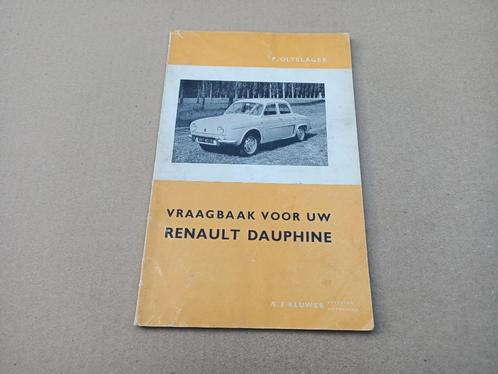 P. OLYSLAGER
VRAAGBAAK VOOR UW
RENAULT DAUPHINE
Æ. E. KLUWER